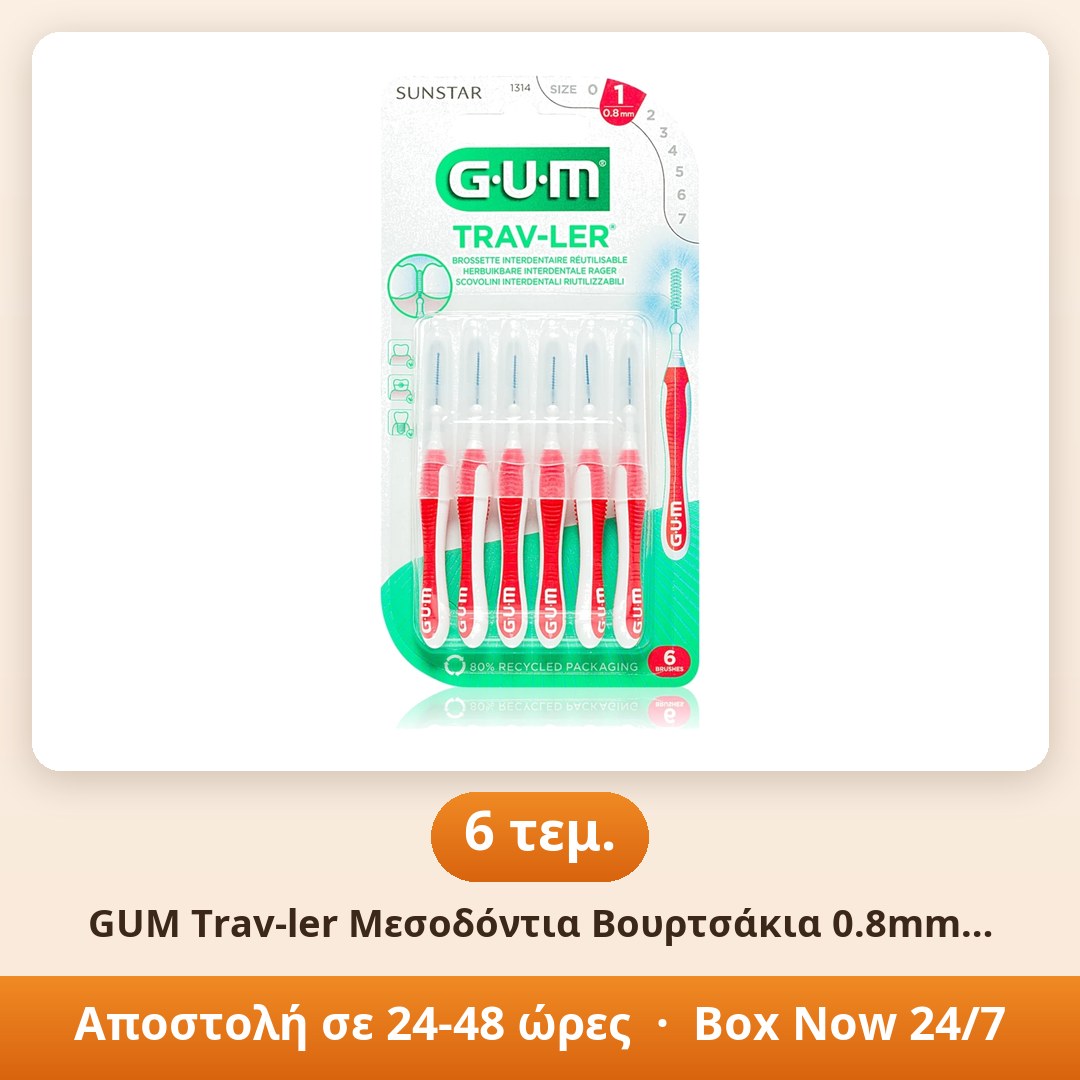 SUNSTAR
1314
SIZE 0 1 2 3 4 5 6 7
0.8 mm
G·U·M®
TRAV-LER®
BROSSETTE INTERDENTAIRE RÉUTILISABLE
HERBUIKBARE INTERDENTALE RAGER
SCOVOLINI INTERDENTALI RIUTILIZZABILI
G·U·M
G·U·M
G·U·M
G·U·M
G·U·M
G·U·M
G·U·M
80% RECYCLED PACKAGING
6
BRUSHES
6 τεμ.
GUM Trav-ler Μεσοδόντια Βουρτσάκια 0.8mm...
Αποστολή σε 24-48 ώρες · Box Now 24/7